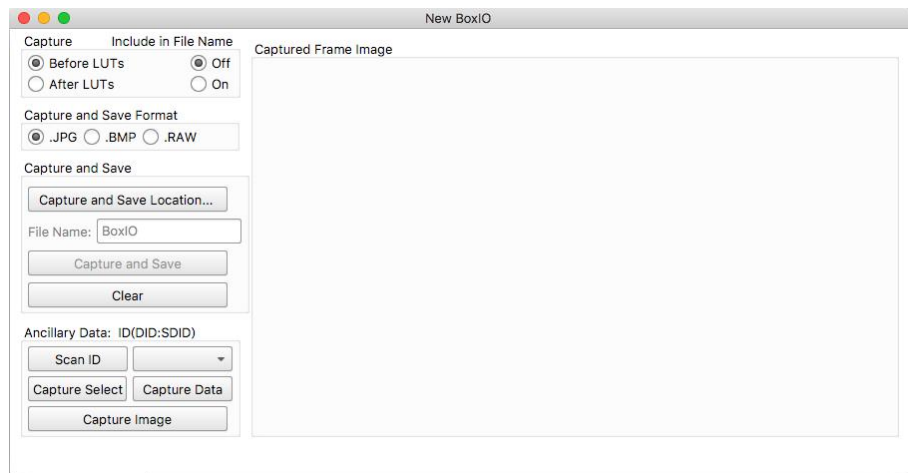 New BoxIO
Capture Include in File Name
Before LUTs Off
After LUTs On
Capture and Save Format
.JPG .BMP .RAW
Capture and Save
Capture and Save Location...
File Name: BoxIO
Capture and Save
Clear
Ancillary Data: ID(DID:SDID)
Scan ID
Capture Select Capture Data
Capture Image
Captured Frame Image